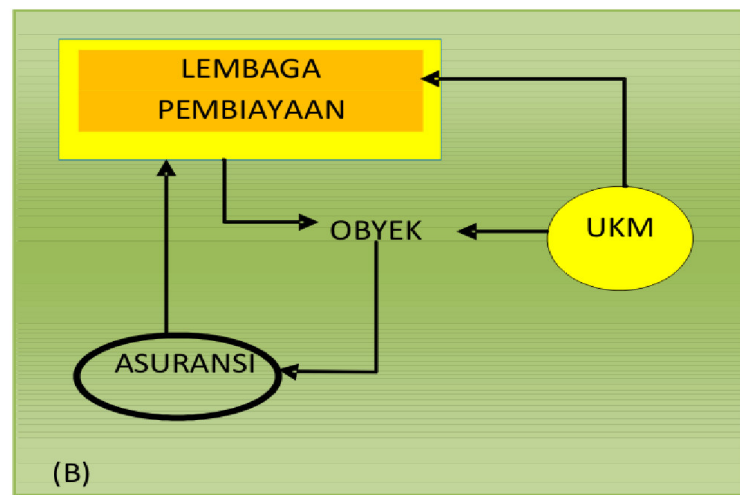 LEMBAGA
PEMBIAYAAN
OBYEK
UKM
ASURANSI
(B)